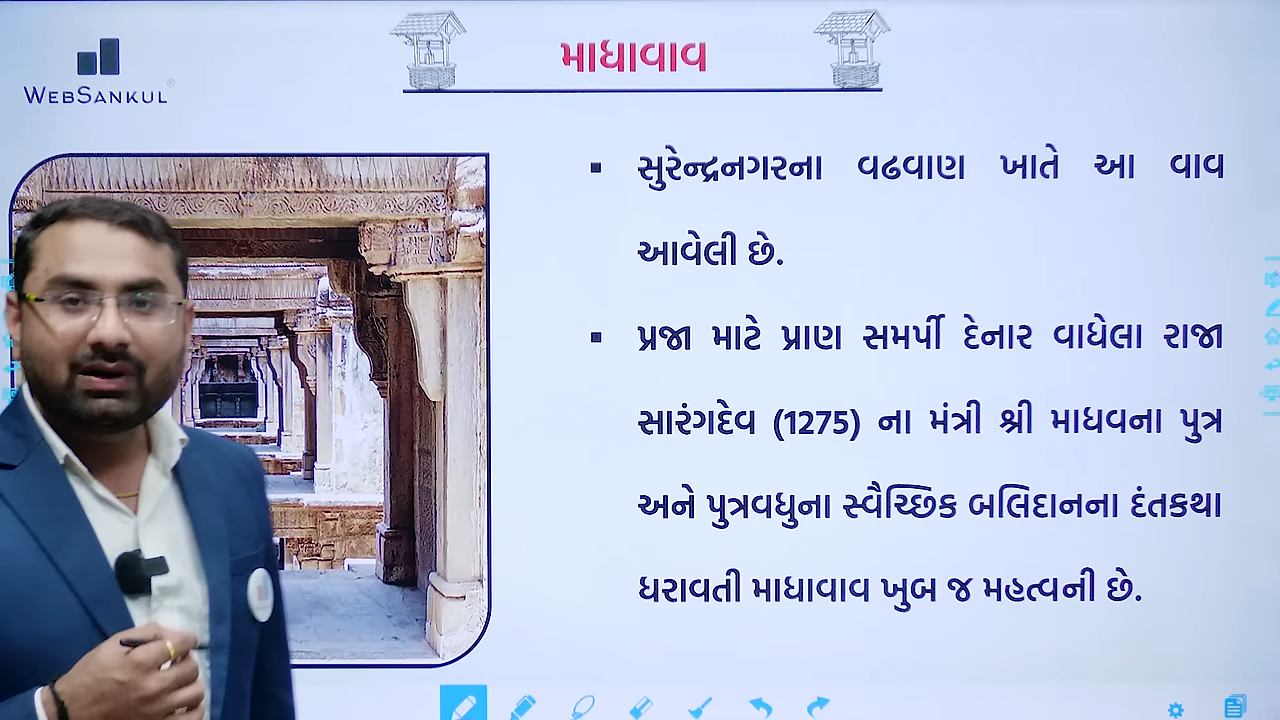 માધાવાવ
WEBSANKUL
સુરેન્દ્રનગરના વઢવાણ ખાતે આ વાવ
આવેલી છે.
પ્રજા માટે પ્રાણ સમર્પી દેનાર વાઘેલા રાજા
સારંગદેવ (1275) ના મંત્રી શ્રી માધવના પુત્ર
અને પુત્રવધુના સ્વૈચ્છિક બલિદાનના દંતકથા
ધરાવતી માધાવાવ ખુબ જ મહત્વની છે.